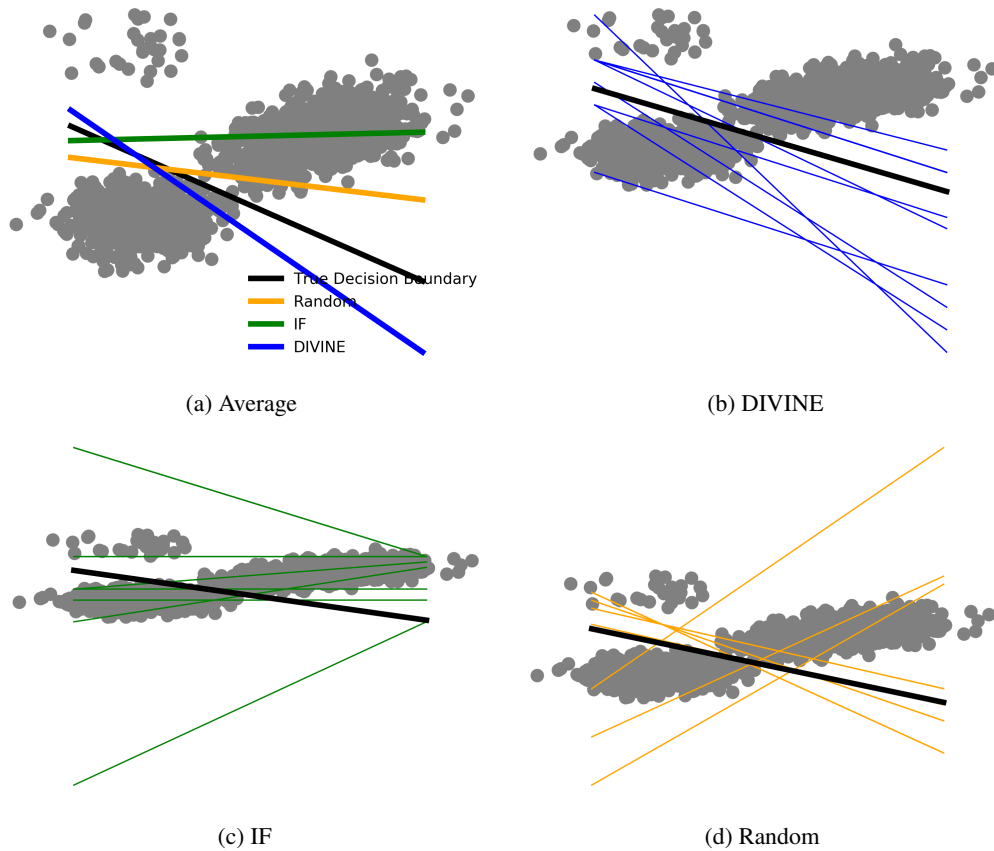 True Decision Boundary
Random
IF
DIVINE
(a) Average
(b) DIVINE
(c) IF
(d) Random